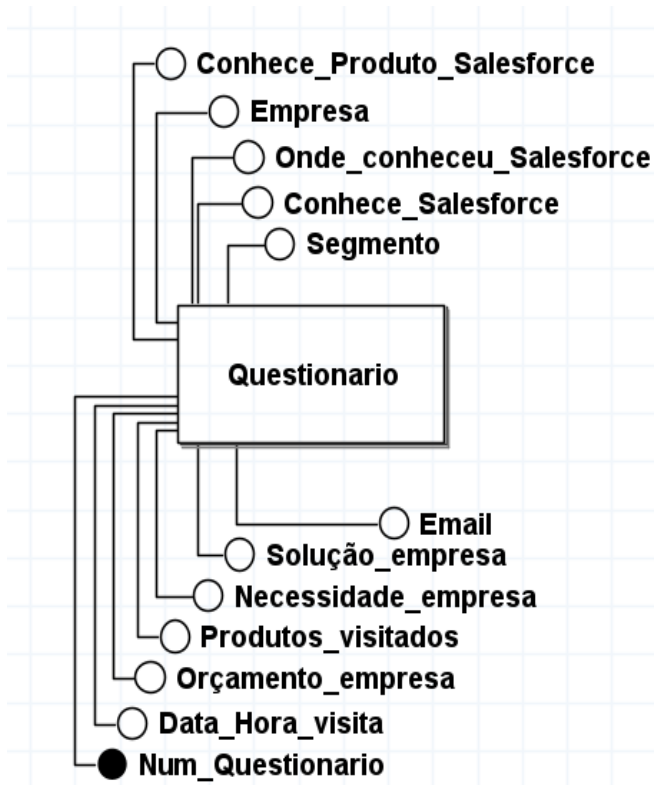 Conhece_Produto_Salesforce
Empresa
Onde_conheceu_Salesforce
Conhece_Salesforce
Segmento
Questionario
Email
Solução_empresa
Necessidade_empresa
Produtos_visitados
Orçamento_empresa
Data_Hora_visita
Num_Questionario